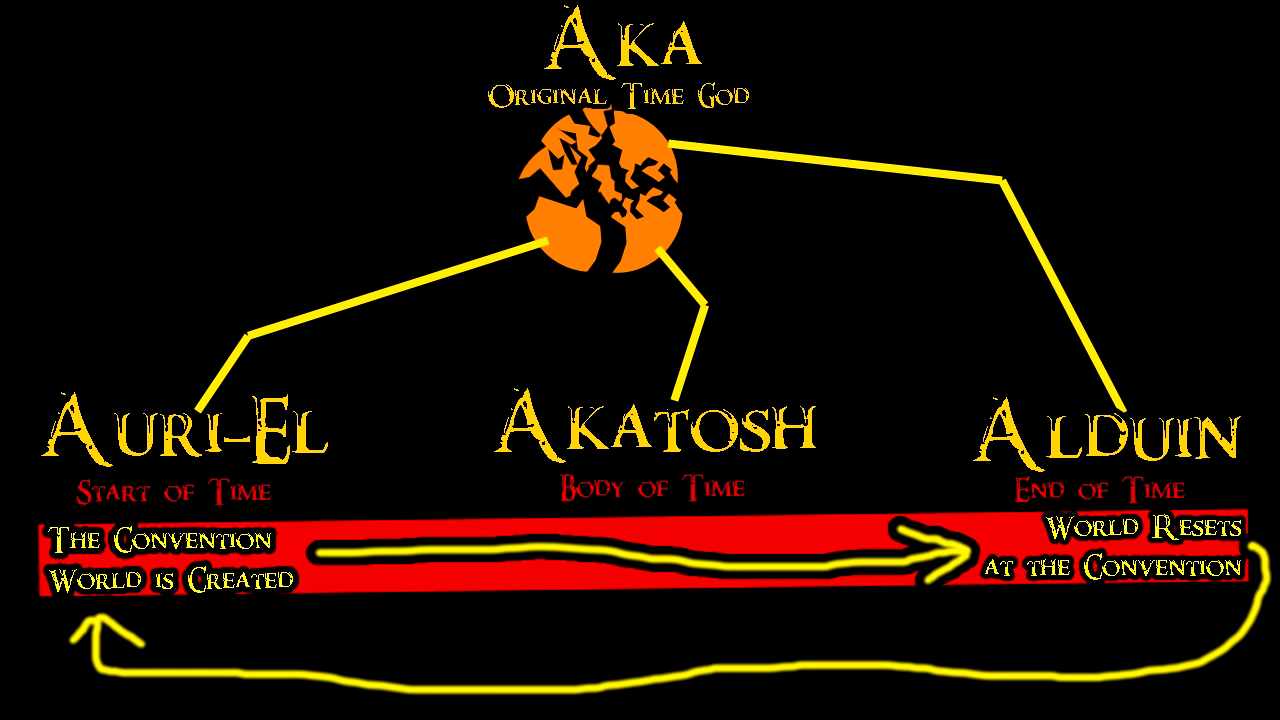 Aka
Original Time God
Auri-El
Akatosh
Alduin
Start of Time
Body of Time
End of Time
The Convention
World is Created
World Resets
at the Convention